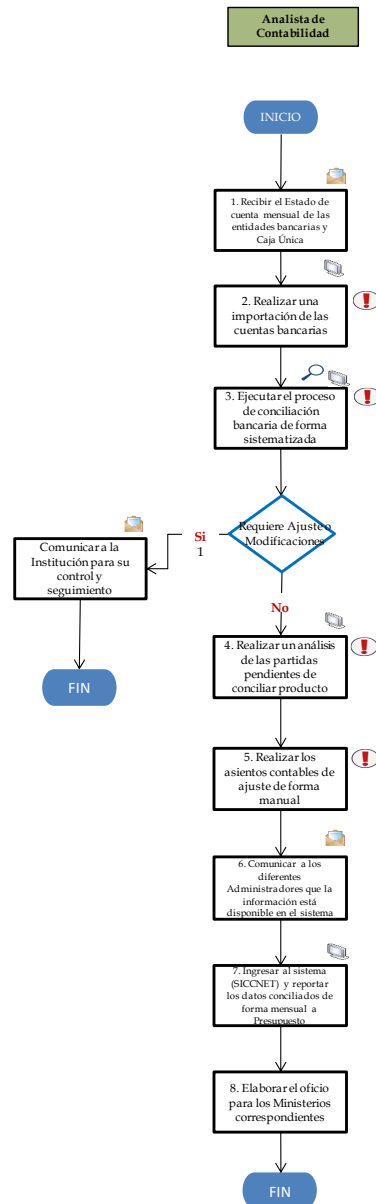 Analista de
Contabilidad
INICIO
1. Recibir el Estado de
cuenta mensual de las
entidades bancarias y
Caja Única
2. Realizar una
importación de las
cuentas bancarias
3. Ejecutar el proceso
de conciliación
bancaria de forma
sistematizada
Requiere Ajuste o
Modificaciones
Si
1
Comunicar a la
Institución para su
control y
seguimiento
FIN
No
4. Realizar un análisis
de las partidas
pendientes de
conciliar producto
5. Realizar los
asientos contables de
ajuste de forma
manual
6. Comunicar a los
diferentes
Administradores que la
información está
disponible en el sistema
7. Ingresar al sistema
(SICCNET) y reportar
los datos conciliados de
forma mensual a
Presupuesto
8. Elaborar el oficio
para los Ministerios
correspondientes
FIN